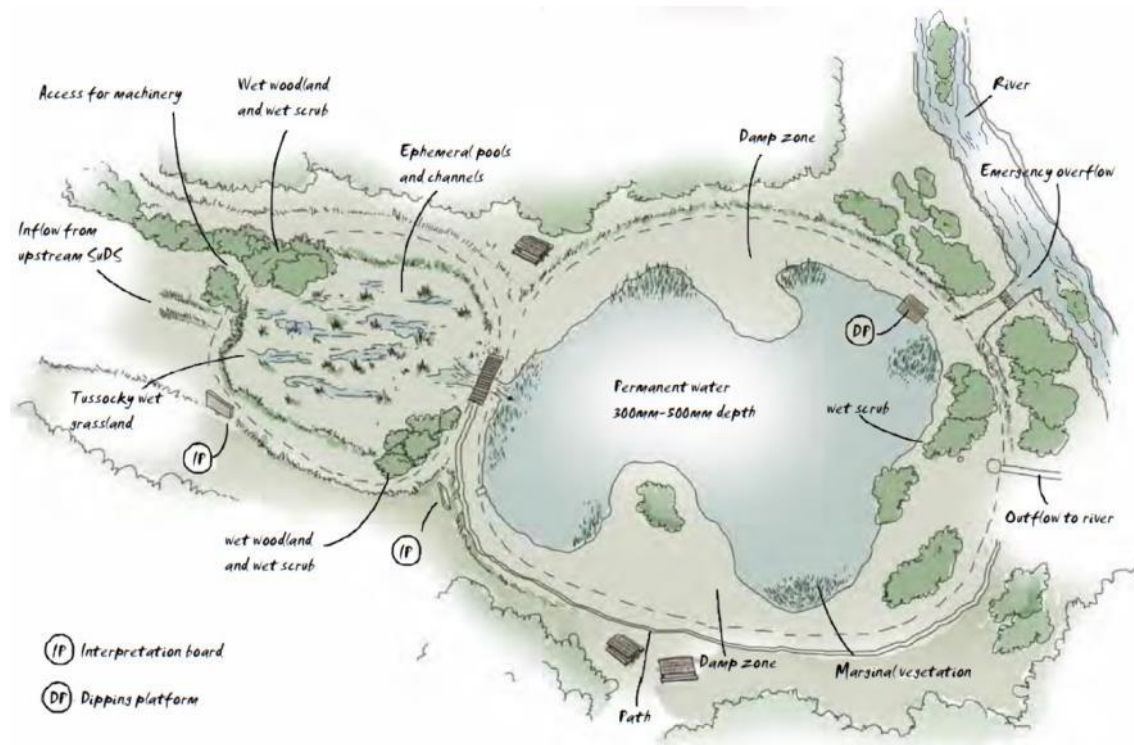 Access for machinery
Wet woodland
and wet scrub
Ephemeral pools
and channels
Damp zone
River
Emergency overflow
Inflow from
upstream SuDS
DP
Permanent water
300mm-500mm depth
wet scrub
Tussocky wet
grassland
IP
IP
wet woodland
and wet scrub
Outflow to river
IP Interpretation board
DP Dipping platform
Damp zone
Marginal vegetation
Path